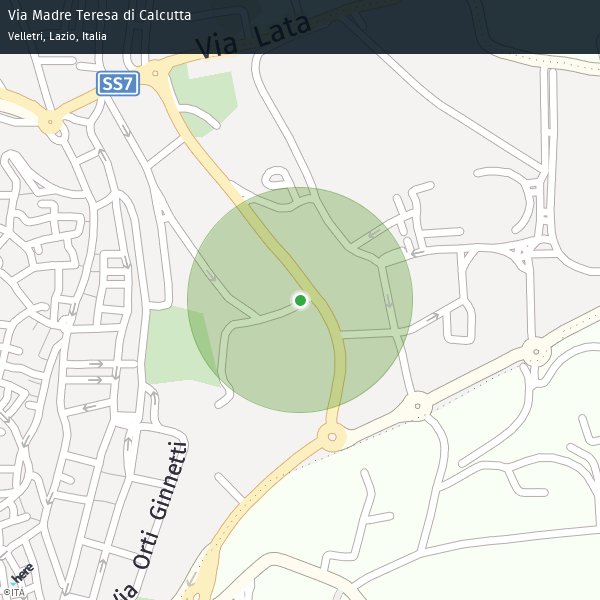 Via Madre Teresa di Calcutta
Velletri, Lazio, Italia
Via Lata
SS7
Via Orti Ginnetti
here
©ITA